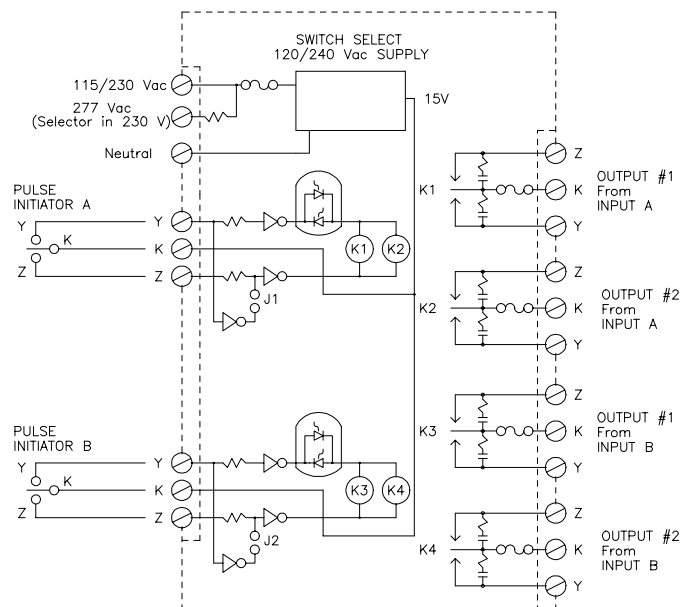 SWITCH SELECT
120/240 Vac SUPPLY
115/230 Vac
15V
277 Vac
(Selector in 230 V)
Neutral
PULSE
INITIATOR A
Y
K
Z
Y
K
Z
K1
K2
J1
PULSE
INITIATOR B
Y
K
Z
Y
K
Z
K3
K4
J2
K1
Z
K
Y
OUTPUT #1
From
INPUT A
K2
Z
K
Y
OUTPUT #2
From
INPUT A
K3
Z
K
Y
OUTPUT #1
From
INPUT B
K4
Z
K
Y
OUTPUT #2
From
INPUT B